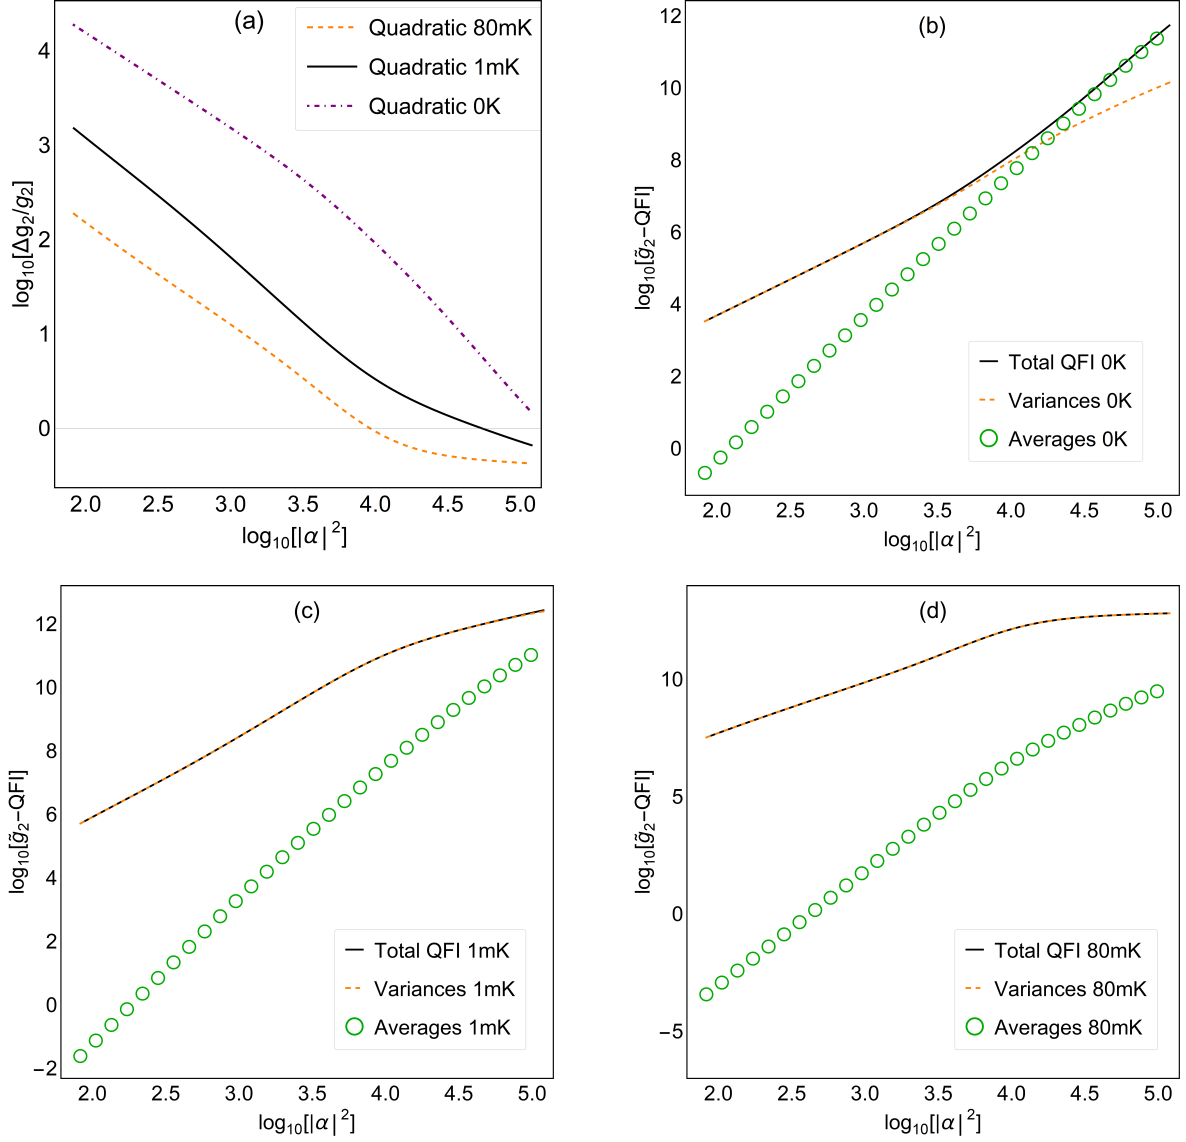 (a)
Quadratic 80mK
Quadratic 1mK
Quadratic 0K
log10[Δg2/g2]
4
3
2
1
0
2.0 2.5 3.0 3.5 4.0 4.5 5.0
log10[|α|²]
(b)
log10[g̃2−QFI]
12
10
8
6
4
2
0
Total QFI 0K
Variances 0K
Averages 0K
2.0 2.5 3.0 3.5 4.0 4.5 5.0
log10[|α|²]
(c)
log10[g̃2−QFI]
12
10
8
6
4
2
0
−2
Total QFI 1mK
Variances 1mK
Averages 1mK
2.0 2.5 3.0 3.5 4.0 4.5 5.0
log10[|α|²]
(d)
log10[g̃2−QFI]
10
5
0
−5
Total QFI 80mK
Variances 80mK
Averages 80mK
2.0 2.5 3.0 3.5 4.0 4.5 5.0
log10[|α|²]